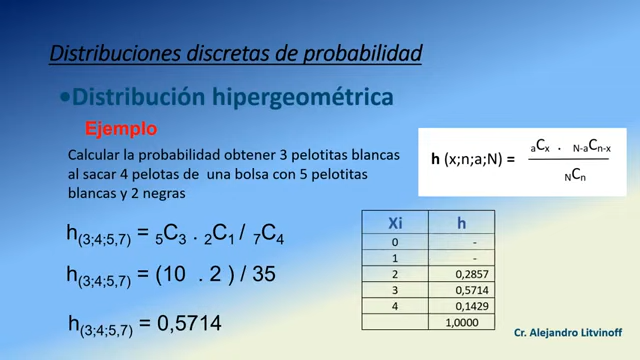 Distribuciones discretas de probabilidad
•Distribución hipergeométrica
Ejemplo
Calcular la probabilidad obtener 3 pelotitas blancas
al sacar 4 pelotas de una bolsa con 5 pelotitas
blancas y 2 negras
h (x;n;a;N) = aCx . N-aCn-x
NCn
h(3;4;5,7) = 5C3 . 2C1 / 7C4
h(3;4;5,7) = (10 . 2 ) / 35
h(3;4;5,7) = 0,5714
Xi h
0 -
1 -
2 0,2857
3 0,5714
4 0,1429
1,0000
Cr. Alejandro Litvinoff